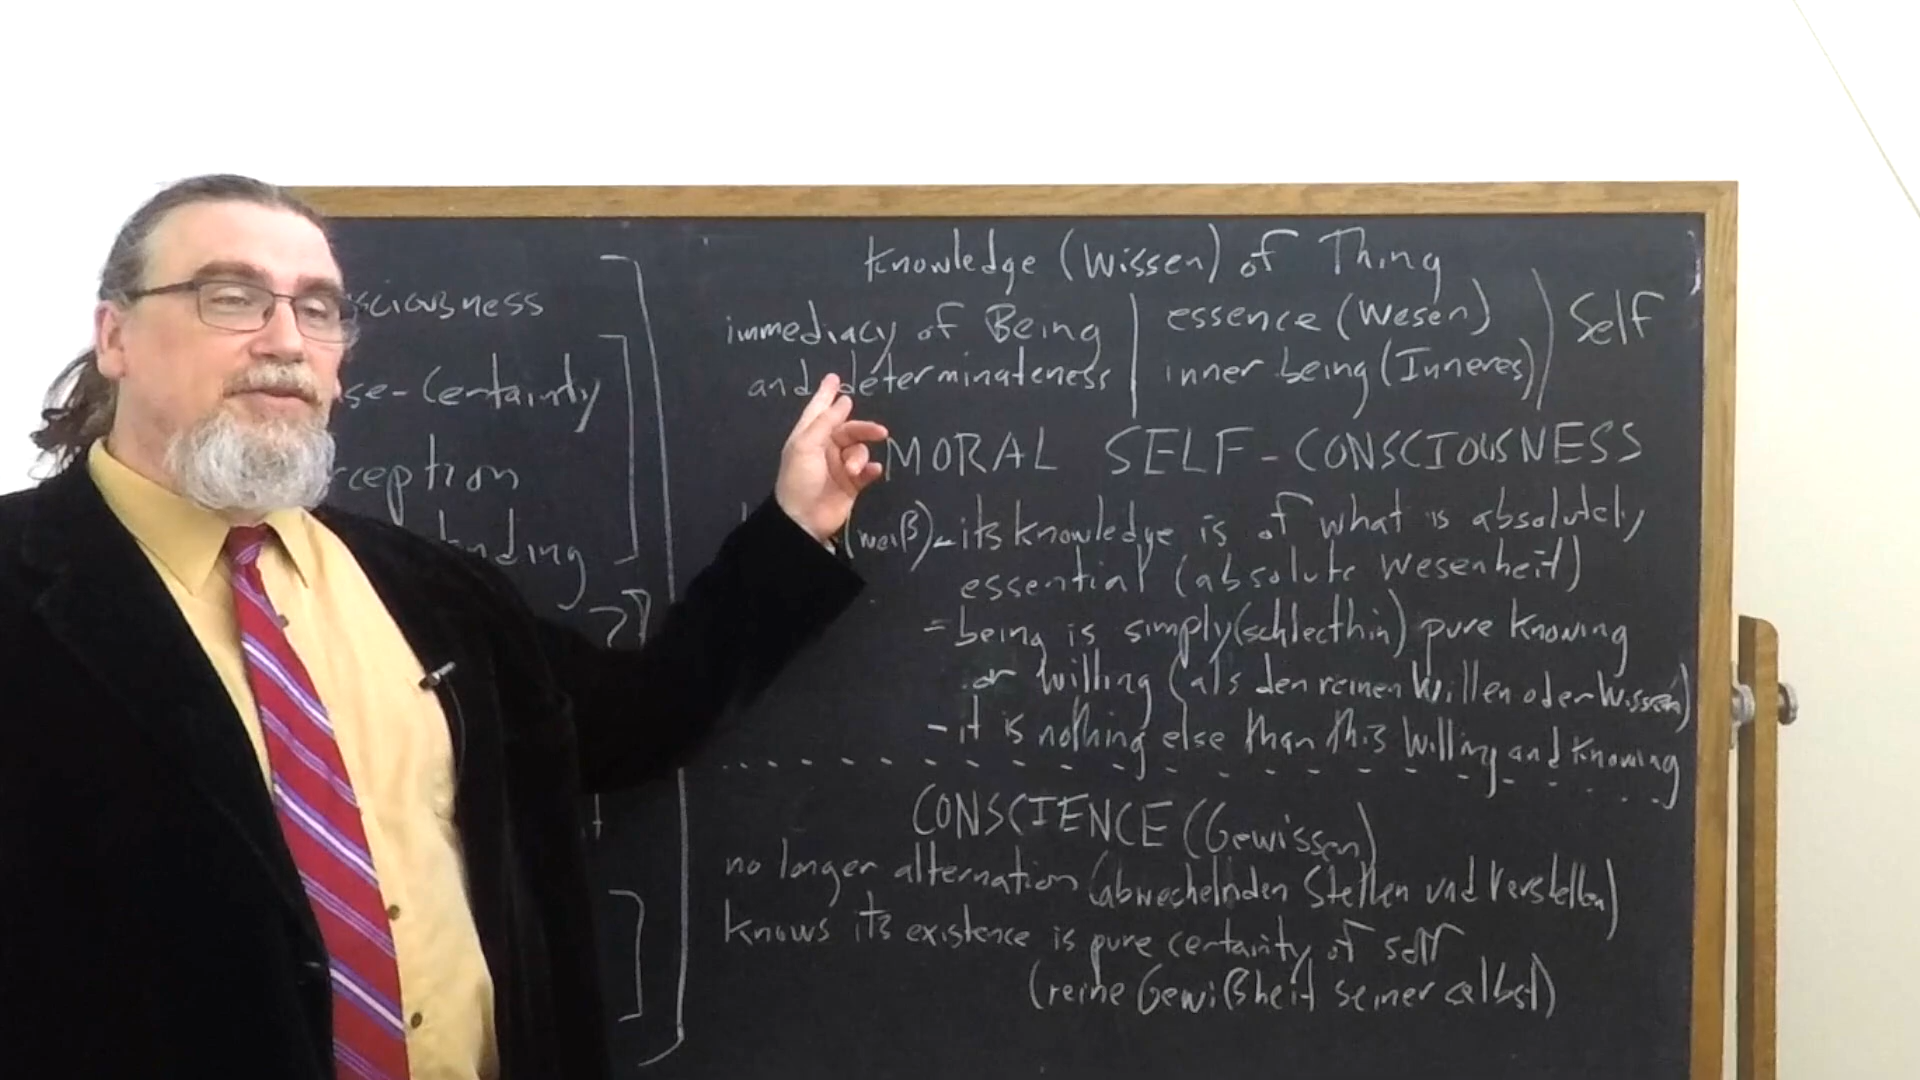 sciousness
se-Certainty
ception
nding
Knowledge (Wissen) of Thing
immediacy of Being
and determinateness
essence (Wesen)
inner being (Inneres)
Self
MORAL SELF-CONSCIOUSNESS
(weiß) - its knowledge is of what is absolutely
essential (absolute Wesenheit)
- being is simply (schlecthin) pure knowing
or willing (als den reinen Willen oder Wissen)
- it is nothing else than this Willing and Knowing
CONSCIENCE (Gewissen)
no longer alternation (abwechelnden Stellen und Verstellen)
knows its existence is pure certainty of self
(reine Gewißheit seiner selbst)